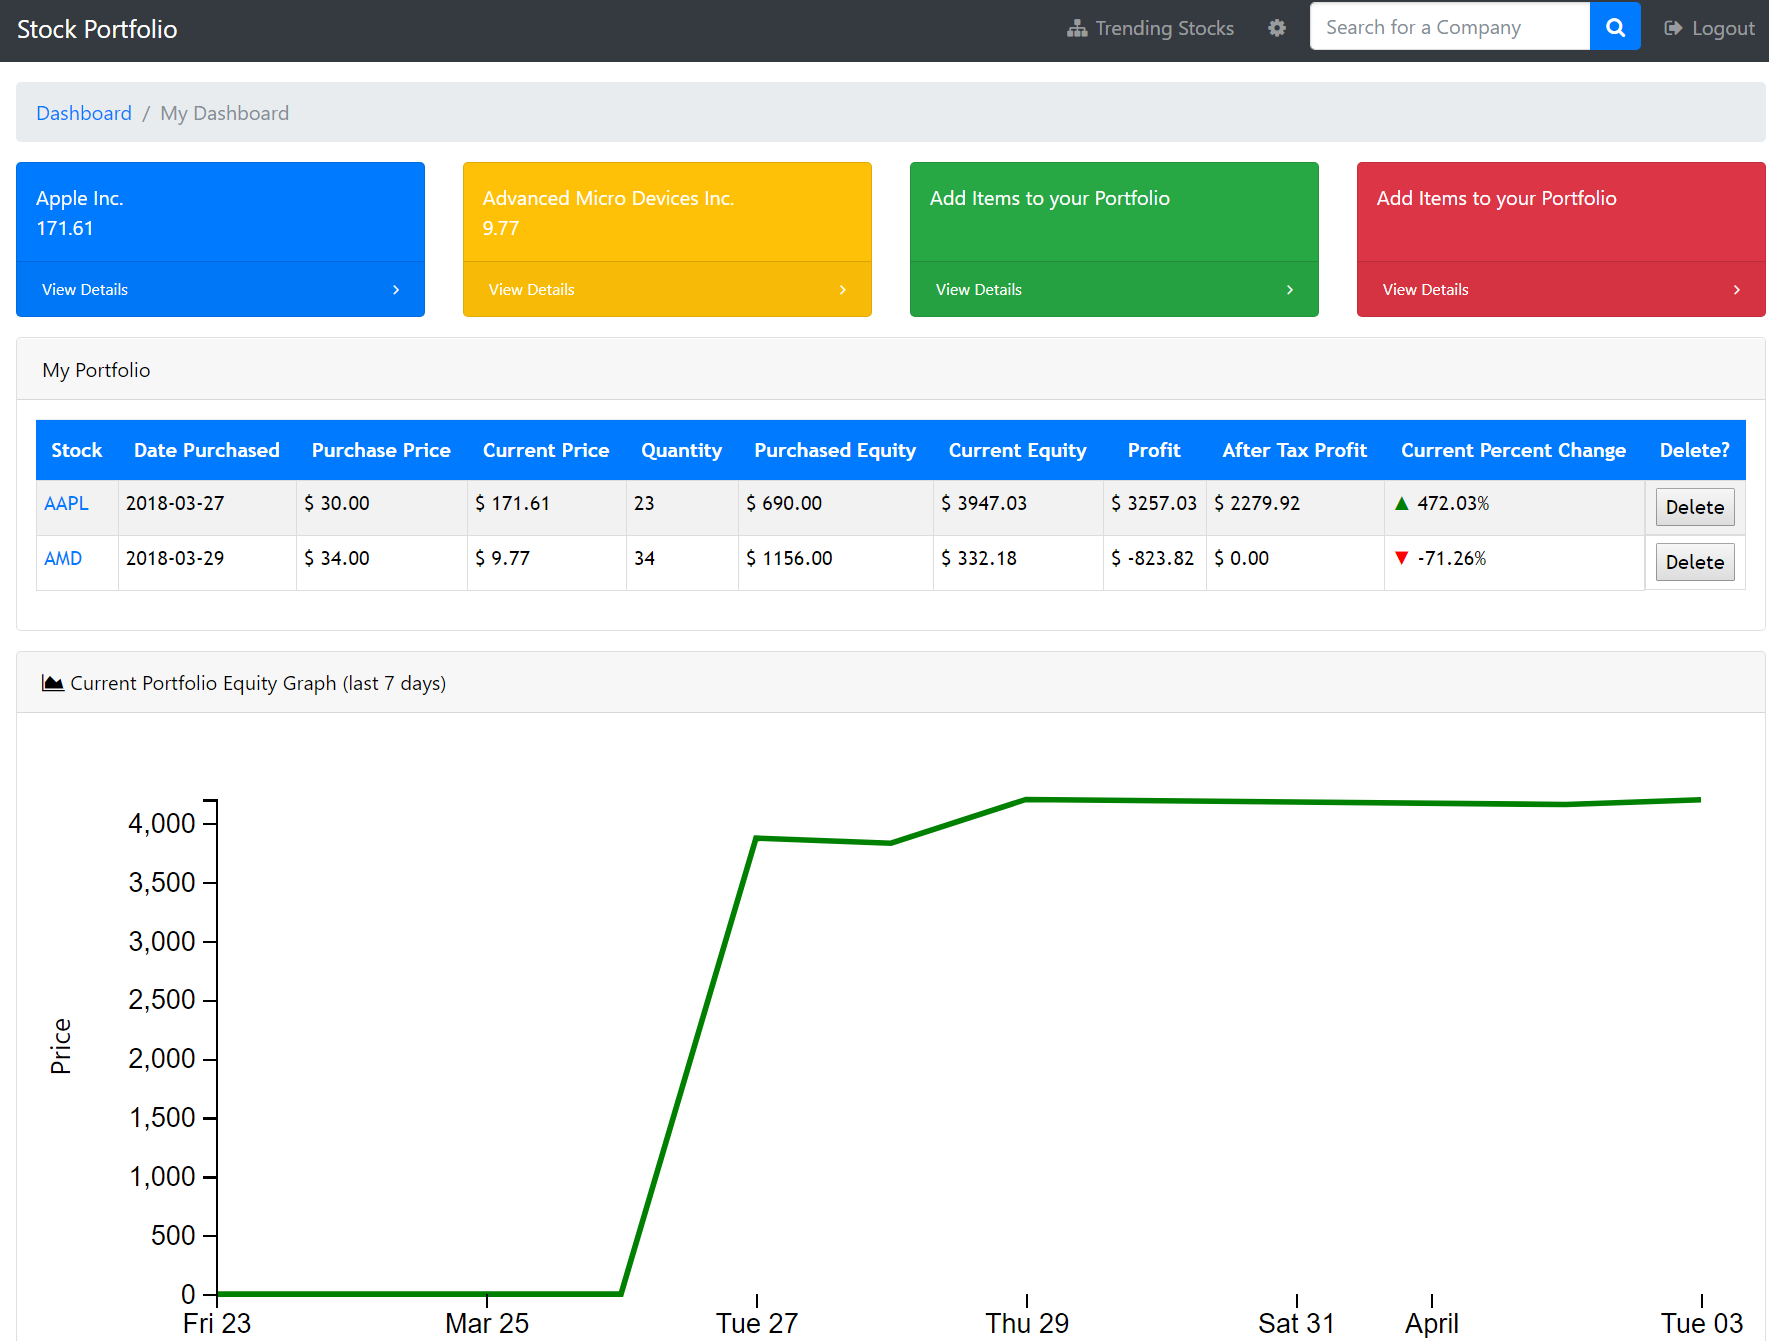 Stock Portfolio
Trending Stocks
Search for a Company
Logout
Dashboard / My Dashboard
Apple Inc.
171.61
View Details
Advanced Micro Devices Inc.
9.77
View Details
Add Items to your Portfolio
View Details
Add Items to your Portfolio
View Details
My Portfolio
Stock Date Purchased Purchase Price Current Price Quantity Purchased Equity Current Equity Profit After Tax Profit Current Percent Change Delete?
AAPL 2018-03-27 $ 30.00 $ 171.61 23 $ 690.00 $ 3947.03 $ 3257.03 $ 2279.92 ▲ 472.03% Delete
AMD 2018-03-29 $ 34.00 $ 9.77 34 $ 1156.00 $ 332.18 $ -823.82 $ 0.00 ▼ -71.26% Delete
Current Portfolio Equity Graph (last 7 days)
4,000
3,500
3,000
2,500
2,000
1,500
1,000
500
0
Price
Fri 23 Mar 25 Tue 27 Thu 29 Sat 31 April Tue 03